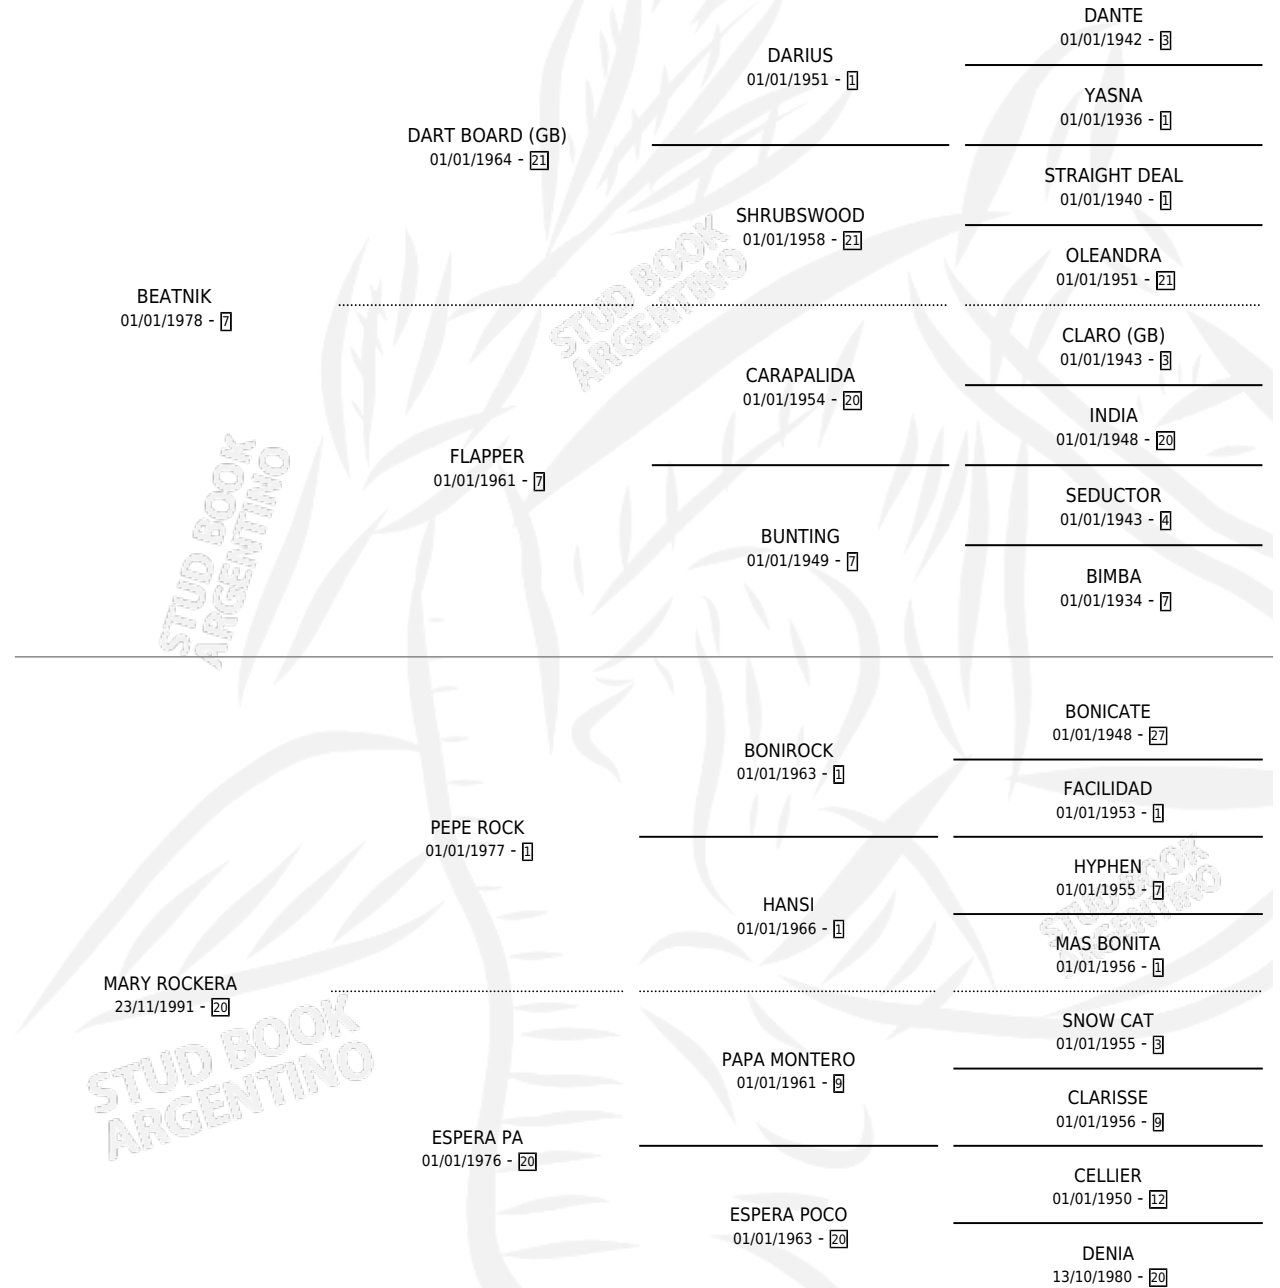 DANTE
01/01/1942 - 3
DARIUS
01/01/1951 - 1
YASNA
01/01/1936 - 1
DART BOARD (GB)
01/01/1964 - 21
STRAIGHT DEAL
01/01/1940 - 1
SHRUBSWOOD
01/01/1958 - 21
OLEANDRA
01/01/1951 - 21
BEATNIK
01/01/1978 - 7
CLARO (GB)
01/01/1943 - 3
CARAPALIDA
01/01/1954 - 20
INDIA
01/01/1948 - 20
FLAPPER
01/01/1961 - 7
SEDUCTOR
01/01/1943 - 4
BUNTING
01/01/1949 - 7
BIMBA
01/01/1934 - 7
STUD BOOK
ARGENTINO
STUD BOOK
ARGENTINO
BONICATE
01/01/1948 - 27
BONIROCK
01/01/1963 - 1
FACILIDAD
01/01/1953 - 1
PEPE ROCK
01/01/1977 - 1
HYPHEN
01/01/1955 - 7
HANSI
01/01/1966 - 1
MAS BONITA
01/01/1956 - 1
MARY ROCKERA
23/11/1991 - 20
SNOW CAT
01/01/1955 - 3
PAPA MONTERO
01/01/1961 - 9
CLARISSE
01/01/1956 - 9
ESPERA PA
01/01/1976 - 20
CELLIER
01/01/1950 - 12
ESPERA POCO
01/01/1963 - 20
DENIA
13/10/1980 - 20
STUD BOOK
ARGENTINO
STUD BOOK
ARGENTINO